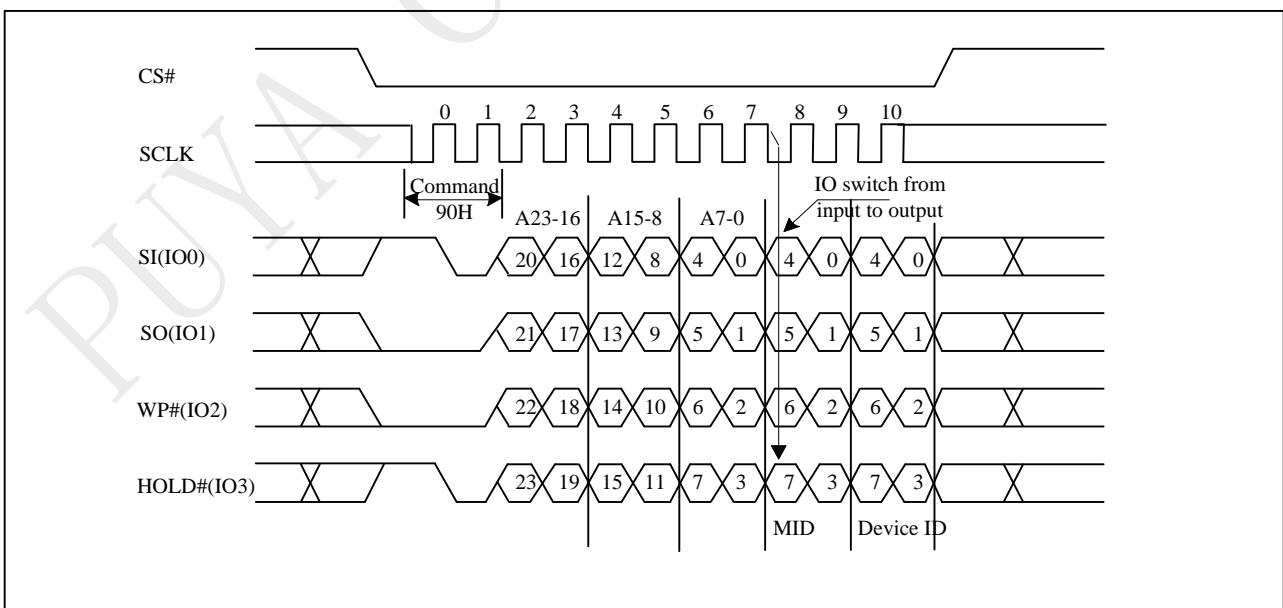 PUYA
CS#
0 1 2 3 4 5 6 7 8 9 10
SCLK
Command
90H
IO switch from
input to output
A23-16 A15-8 A7-0
SI(IO0) 20 16 12 8 4 0 4 0 4 0
SO(IO1) 21 17 13 9 5 1 5 1 5 1
WP#(IO2) 22 18 14 10 6 2 6 2 6 2
HOLD#(IO3) 23 19 15 11 7 3 7 3 7 3
MID Device ID